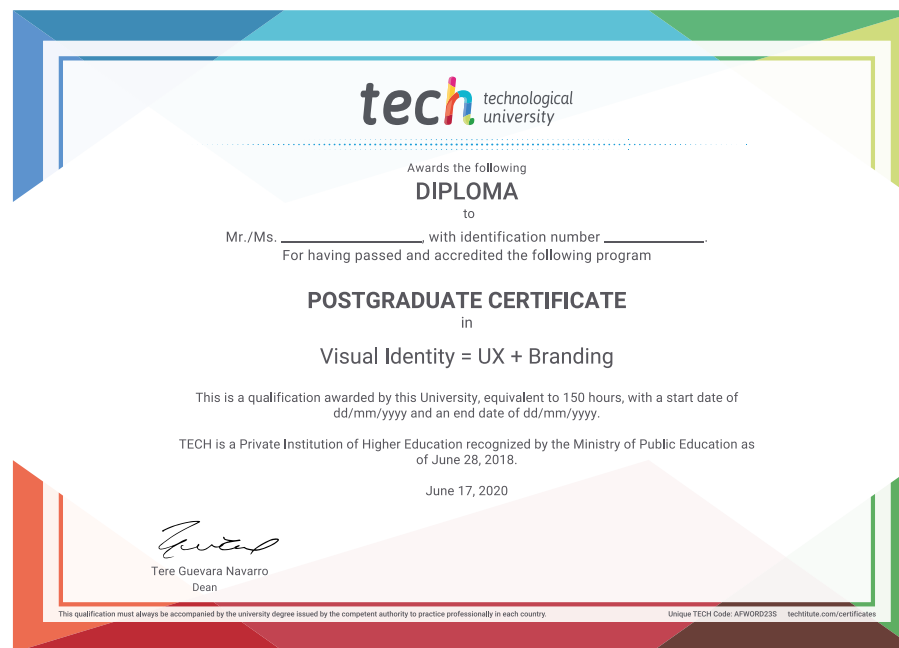 tech technological
university
Awards the following
DIPLOMA
to
Mr./Ms. ____________, with identification number ____________.
For having passed and accredited the following program
POSTGRADUATE CERTIFICATE
in
Visual Identity = UX + Branding
This is a qualification awarded by this University, equivalent to 150 hours, with a start date of
dd/mm/yyyy and an end date of dd/mm/yyyy.
TECH is a Private Institution of Higher Education recognized by the Ministry of Public Education as
of June 28, 2018.
June 17, 2020
Tere Guevara Navarro
Dean
This qualification must always be accompanied by the university degree issued by the competent authority to practice professionally in each country. Unique TECH Code: AFWORD23S techtitute.com/certificates